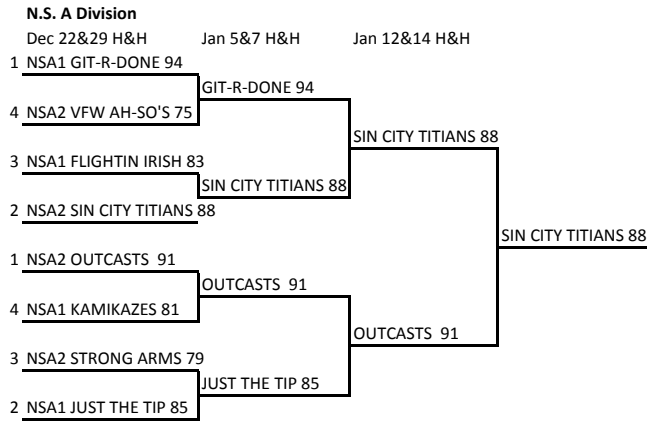 N.S. A Division
Dec 22&29 H&H Jan 5&7 H&H Jan 12&14 H&H
1 NSA1 GIT-R-DONE 94
GIT-R-DONE 94
4 NSA2 VFW AH-SO'S 75
SIN CITY TITIANS 88
3 NSA1 FLIGHTIN IRISH 83
SIN CITY TITIANS 88
2 NSA2 SIN CITY TITIANS 88
SIN CITY TITIANS 88
1 NSA2 OUTCASTS 91
OUTCASTS 91
4 NSA1 KAMIKAZES 81
OUTCASTS 91
3 NSA2 STRONG ARMS 79
JUST THE TIP 85
2 NSA1 JUST THE TIP 85